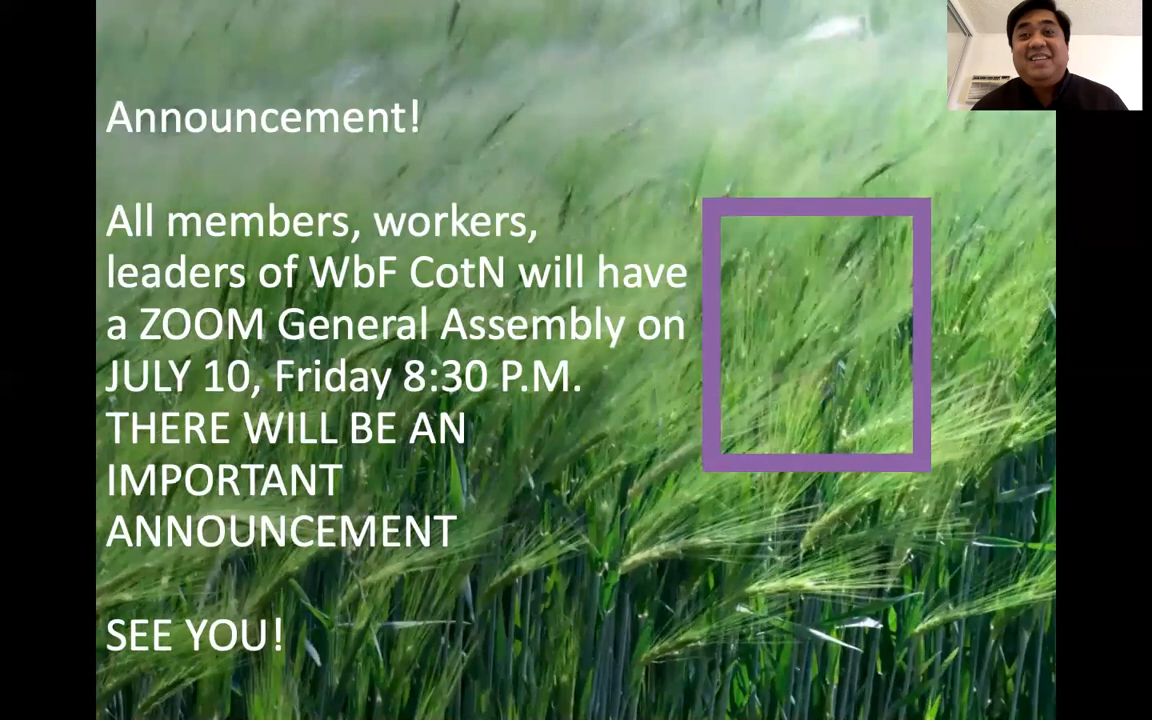 Announcement!
All members, workers,
leaders of WbF CotN will have
a ZOOM General Assembly on
JULY 10, Friday 8:30 P.M.
THERE WILL BE AN
IMPORTANT
ANNOUNCEMENT
SEE YOU!